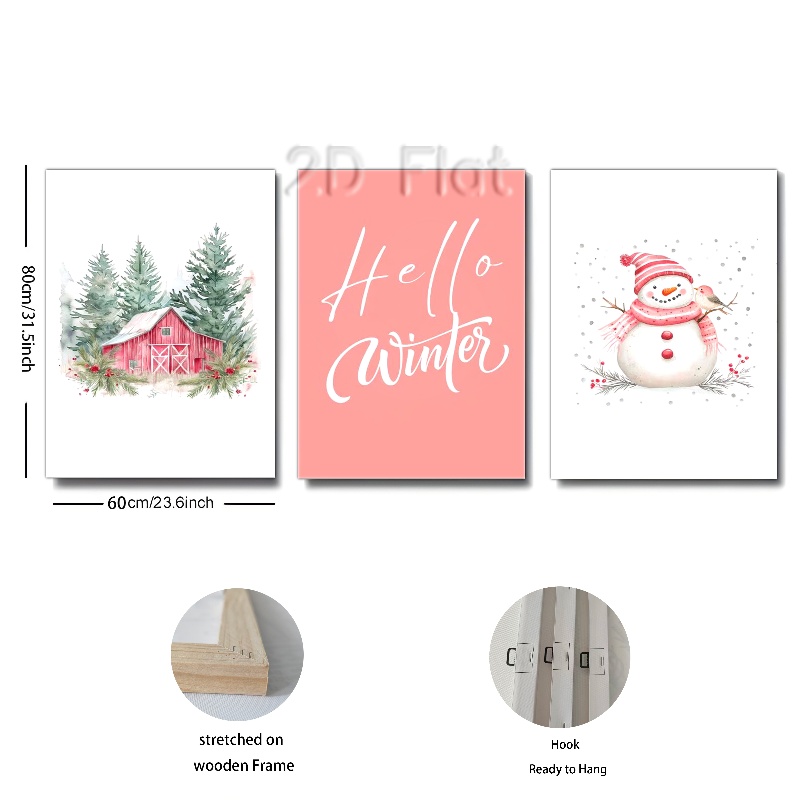 2D Flat
Hello
Winter
80cm/31.5inch
60cm/23.6inch
stretched on
wooden Frame
Hook
Ready to Hang